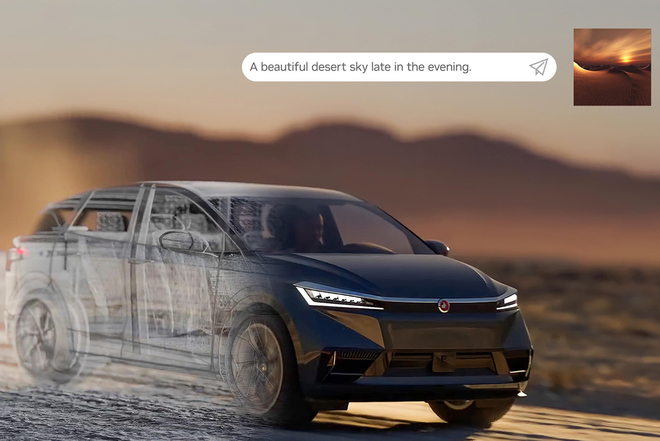 A beautiful desert sky late in the evening.